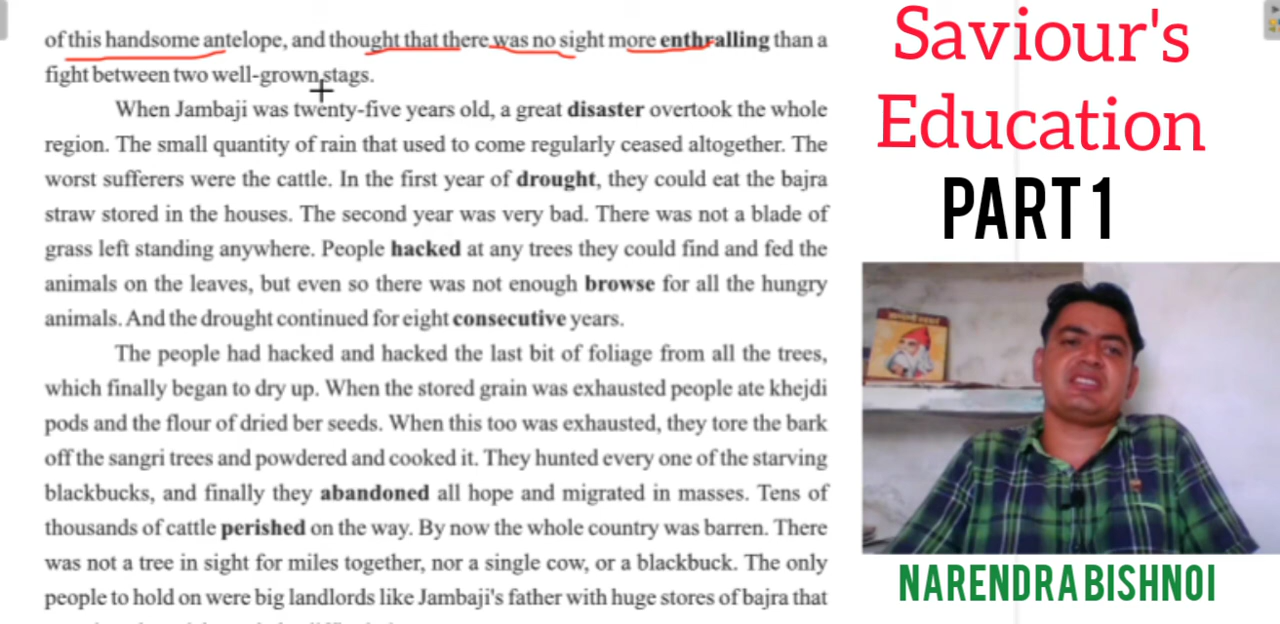 of this handsome antelope, and thought that there was no sight more enthralling than a
fight between two well-grown stags.
When Jambaji was twenty-five years old, a great disaster overtook the whole
region. The small quantity of rain that used to come regularly ceased altogether. The
worst sufferers were the cattle. In the first year of drought, they could eat the bajra
straw stored in the houses. The second year was very bad. There was not a blade of
grass left standing anywhere. People hacked at any trees they could find and fed the
animals on the leaves, but even so there was not enough browse for all the hungry
animals. And the drought continued for eight consecutive years.
The people had hacked and hacked the last bit of foliage from all the trees,
which finally began to dry up. When the stored grain was exhausted people ate khejdi
pods and the flour of dried ber seeds. When this too was exhausted, they tore the bark
off the sangri trees and powdered and cooked it. They hunted every one of the starving
blackbucks, and finally they abandoned all hope and migrated in masses. Tens of
thousands of cattle perished on the way. By now the whole country was barren. There
was not a tree in sight for miles together, nor a single cow, or a blackbuck. The only
people to hold on were big landlords like Jambaji's father with huge stores of bajra that
Saviour's
Education
PART 1
NARENDRA BISHNOI